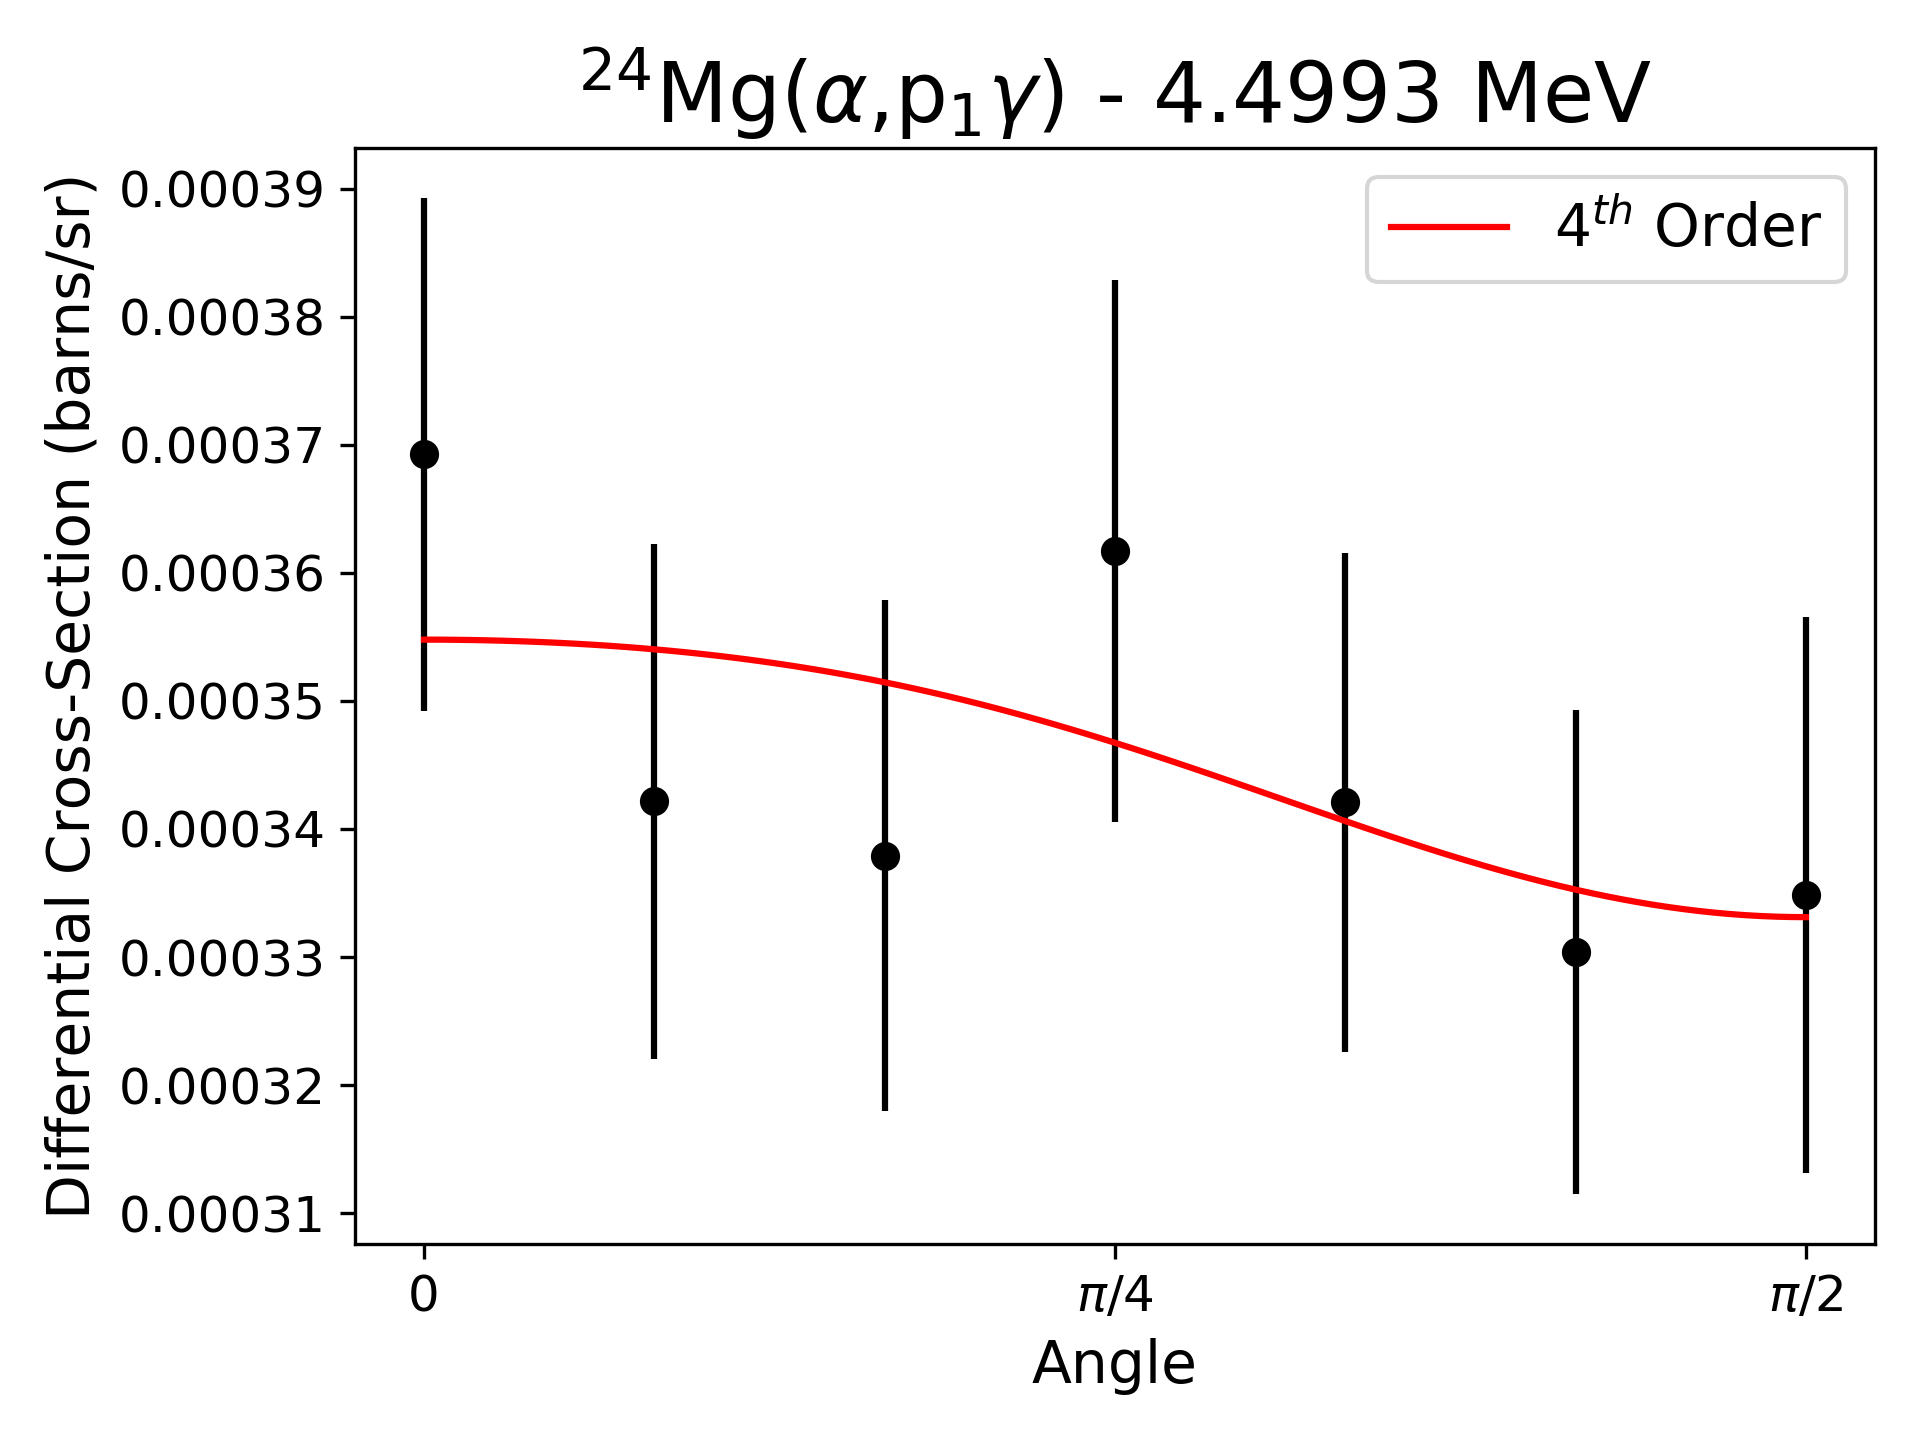 ²⁴Mg(α,p₁γ) - 4.4993 MeV
4ᵗʰ Order
Differential Cross-Section (barns/sr)
0.00039
0.00038
0.00037
0.00036
0.00035
0.00034
0.00033
0.00032
0.00031
0 π/4 π/2
Angle